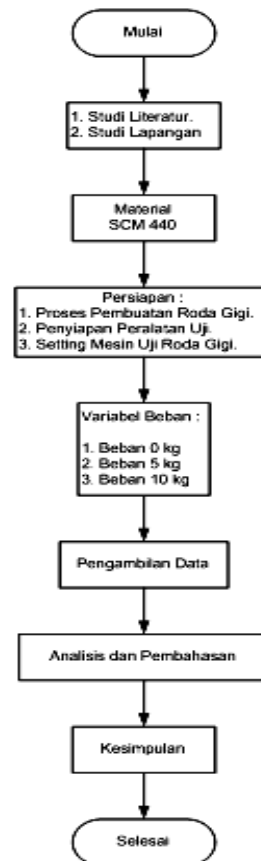 Mulai
1. Studi Literatur.
2. Studi Lapangan
Material
SCM 440
Persiapan :
1. Proses Pembuatan Roda Gigi.
2. Penyiapan Peralatan Uji.
3. Setting Mesin Uji Roda Gigi.
Variabel Beban :
1. Beban 0 kg
2. Beban 5 kg
3. Beban 10 kg
Pengambilan Data
Analisis dan Pembahasan
Kesimpulan
Selesai